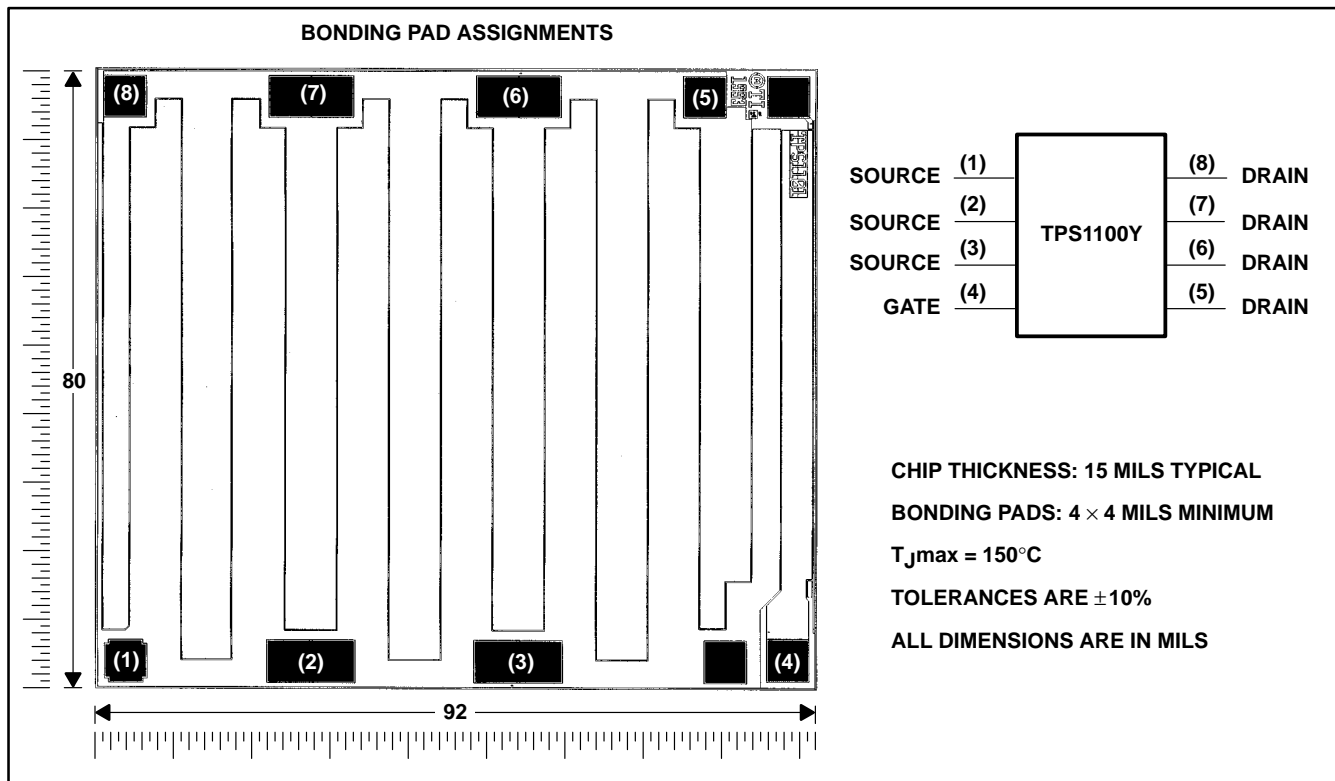 BONDING PAD ASSIGNMENTS
(8)
(7)
(6)
(5)
©TI
80
(1)
(2)
(3)
(4)
92
SOURCE (1)
SOURCE (2)
SOURCE (3)
GATE (4)
TPS1100Y
(8) DRAIN
(7) DRAIN
(6) DRAIN
(5) DRAIN
CHIP THICKNESS: 15 MILS TYPICAL
BONDING PADS: 4 × 4 MILS MINIMUM
TJmax = 150°C
TOLERANCES ARE ±10%
ALL DIMENSIONS ARE IN MILS